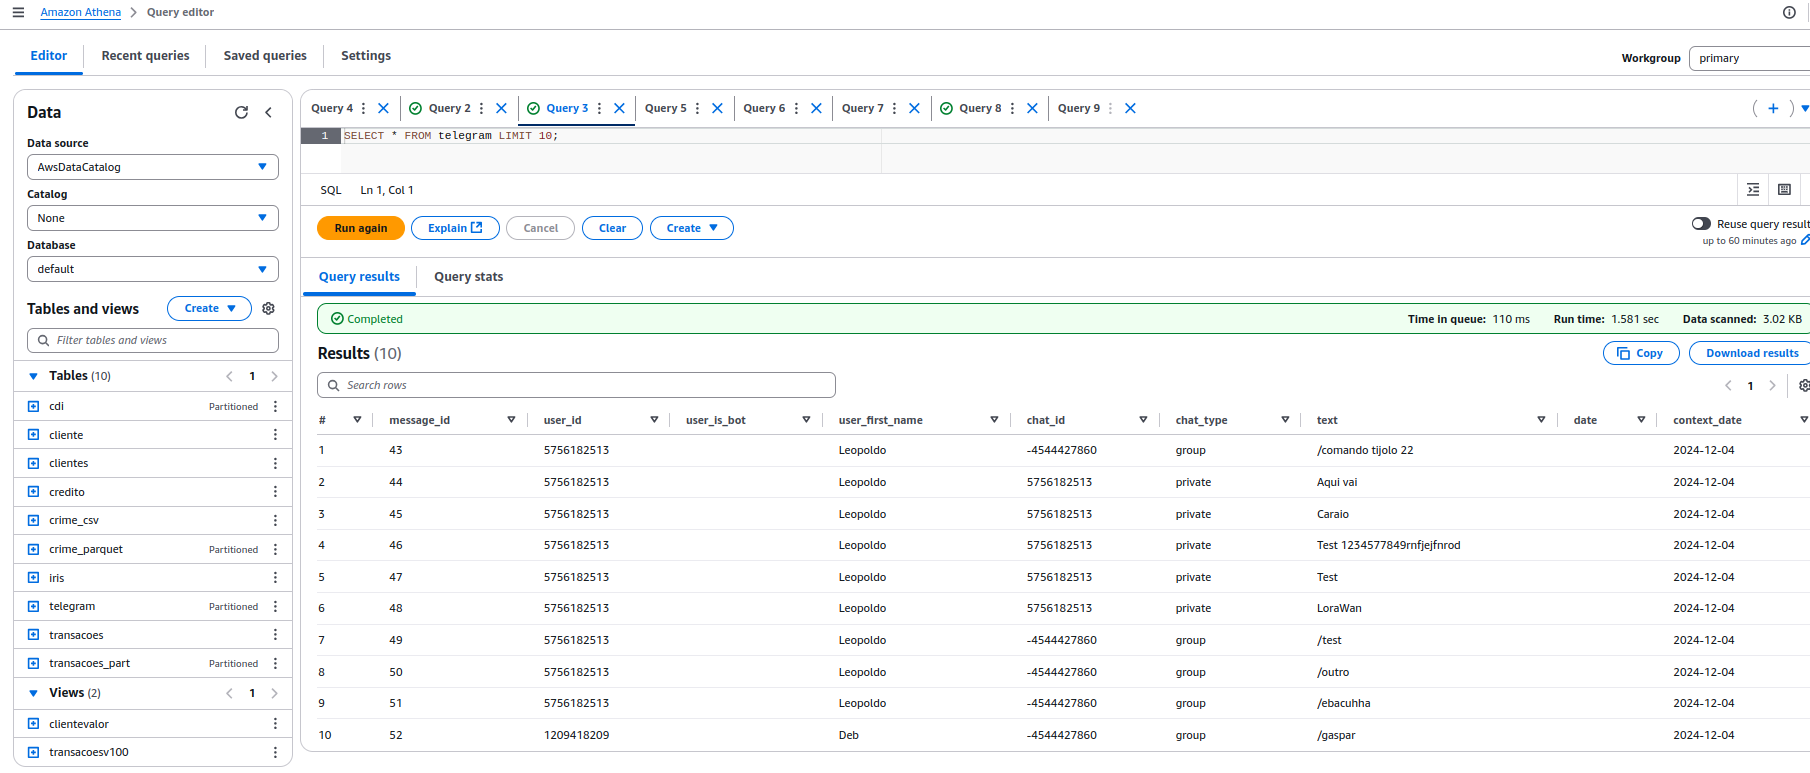 Amazon Athena > Query editor
Editor Recent queries Saved queries Settings
Workgroup primary
Data
Data source
AwsDataCatalog
Catalog
None
Database
default
Tables and views Create
Filter tables and views
Tables (10) < 1 >
cdi Partitioned
cliente
clientes
credito
crime_csv
crime_parquet Partitioned
iris
telegram Partitioned
transacoes
transacoes_part Partitioned
Views (2) < 1 >
clientevalor
transacoesv100
Query 4 Query 2 Query 3 Query 5 Query 6 Query 7 Query 8 Query 9
1 SELECT * FROM telegram LIMIT 10;
SQL Ln 1, Col 1
Run again Explain Cancel Clear Create
Reuse query result
up to 60 minutes ago
Query results Query stats
Completed Time in queue: 110 ms Run time: 1.581 sec Data scanned: 3.02 KB
Results (10) Copy Download results
Search rows < 1 >
# message_id user_id user_is_bot user_first_name chat_id chat_type text date context_date
1 43 5756182513 Leopoldo -4544427860 group /comando tijolo 22 2024-12-04
2 44 5756182513 Leopoldo 5756182513 private Aqui vai 2024-12-04
3 45 5756182513 Leopoldo 5756182513 private Caraio 2024-12-04
4 46 5756182513 Leopoldo 5756182513 private Test 1234577849rnfjejfnrod 2024-12-04
5 47 5756182513 Leopoldo 5756182513 private Test 2024-12-04
6 48 5756182513 Leopoldo 5756182513 private LoraWan 2024-12-04
7 49 5756182513 Leopoldo -4544427860 group /test 2024-12-04
8 50 5756182513 Leopoldo -4544427860 group /outro 2024-12-04
9 51 5756182513 Leopoldo -4544427860 group /ebacuhha 2024-12-04
10 52 1209418209 Deb -4544427860 group /gaspar 2024-12-04